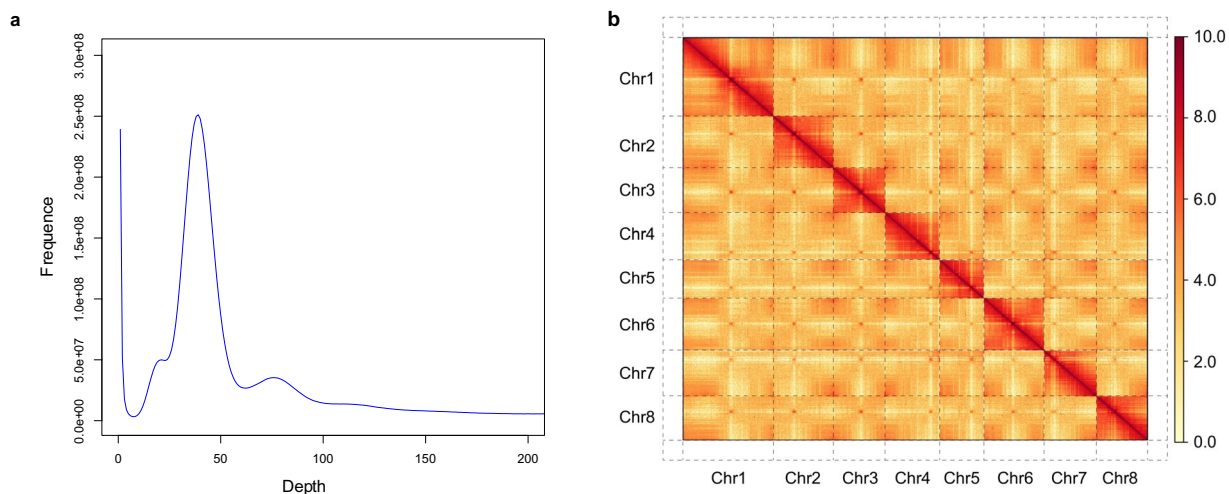 a
Frequence
3.0e+08
2.5e+08
2.0e+08
1.5e+08
1.0e+08
5.0e+07
0.0e+00
0 50 100 150 200
Depth
b
Chr1
Chr2
Chr3
Chr4
Chr5
Chr6
Chr7
Chr8
Chr1 Chr2 Chr3 Chr4 Chr5 Chr6 Chr7 Chr8
10.0
8.0
6.0
4.0
2.0
0.0